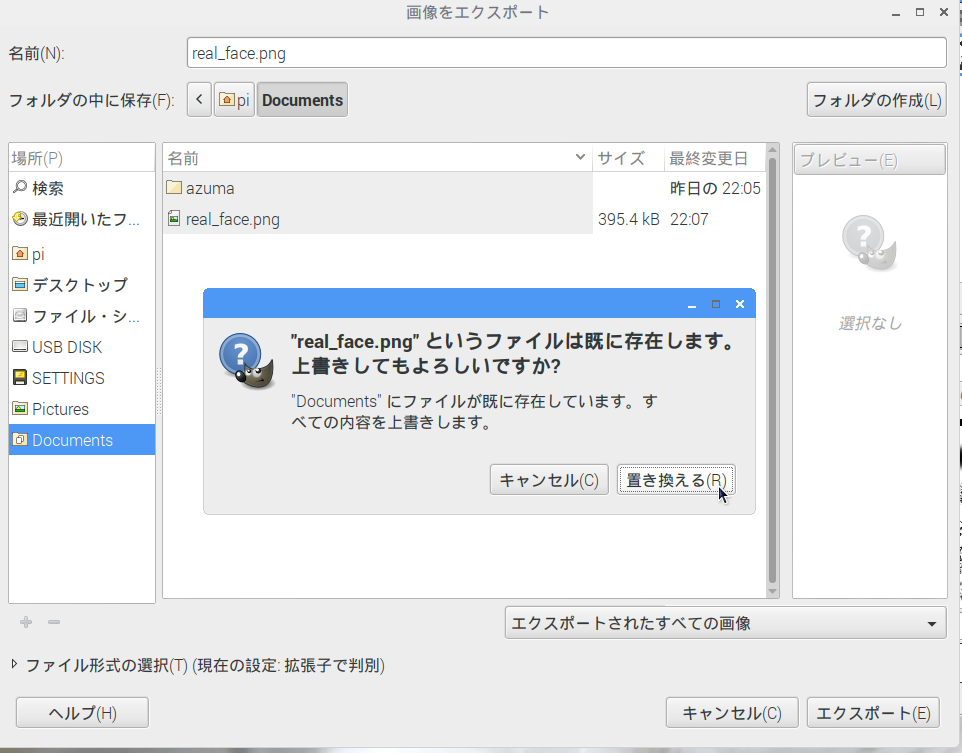 画像をエクスポート
名前(N):
real_face.png
フォルダの中に保存(F):
pi
Documents
フォルダの作成(L)
場所(P)
検索
最近開いたフ...
pi
デスクトップ
ファイル・シ...
USB DISK
SETTINGS
Pictures
Documents
名前 サイズ 最終変更日
azuma 昨日の 22:05
real_face.png 395.4 kB 22:07
プレビュー(E)
選択なし
"real_face.png" というファイルは既に存在します。
上書きしてもよろしいですか?
"Documents" にファイルが既に存在しています。す
べての内容を上書きします。
キャンセル(C) 置き換える(R)
エクスポートされたすべての画像
ファイル形式の選択(T) (現在の設定: 拡張子で判別)
ヘルプ(H) キャンセル(C) エクスポート(E)